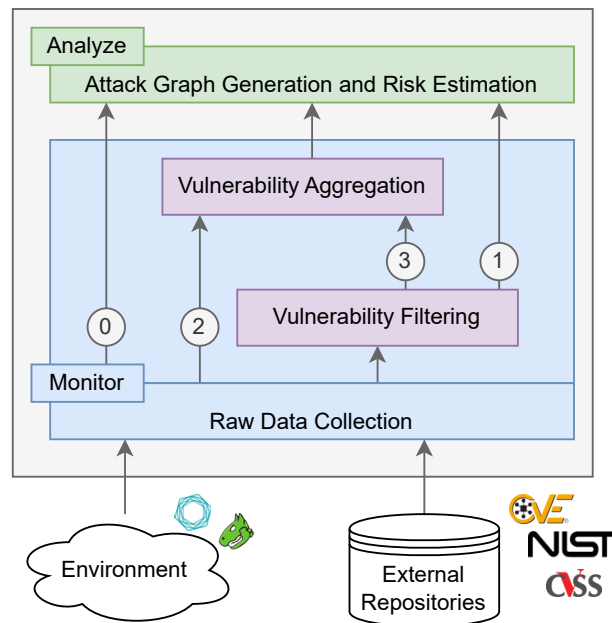 Analyze
Attack Graph Generation and Risk Estimation
Vulnerability Aggregation
3
1
0
2
Vulnerability Filtering
Monitor
Raw Data Collection
Environment
External
Repositories
CVE
NIST
CVSS